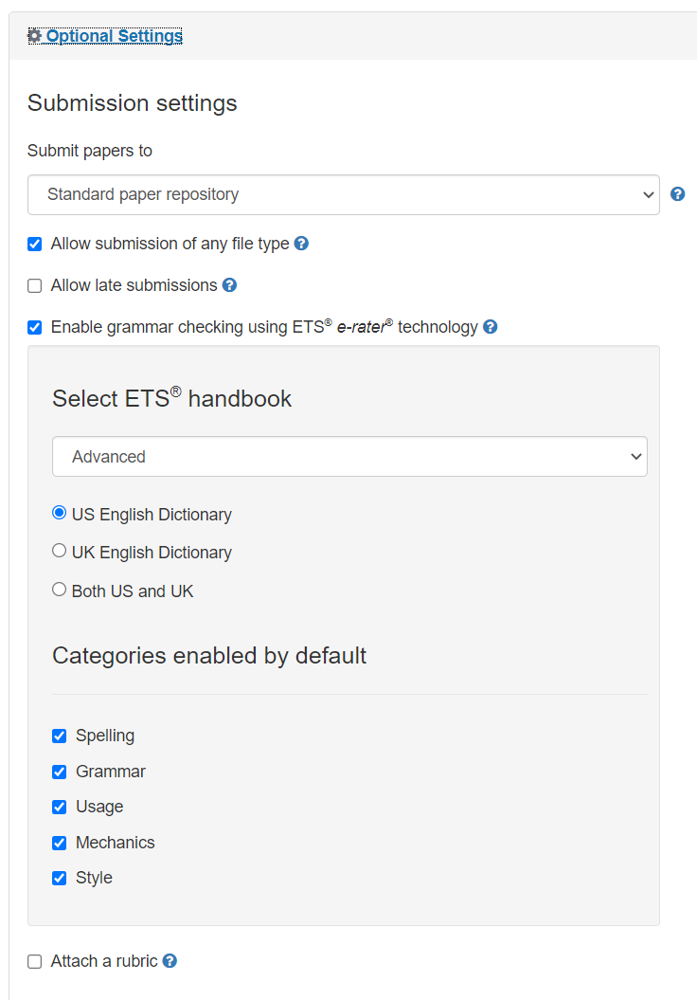 Optional Settings
Submission settings
Submit papers to
Standard paper repository
Allow submission of any file type
Allow late submissions
Enable grammar checking using ETS® e-rater® technology
Select ETS® handbook
Advanced
US English Dictionary
UK English Dictionary
Both US and UK
Categories enabled by default
Spelling
Grammar
Usage
Mechanics
Style
Attach a rubric